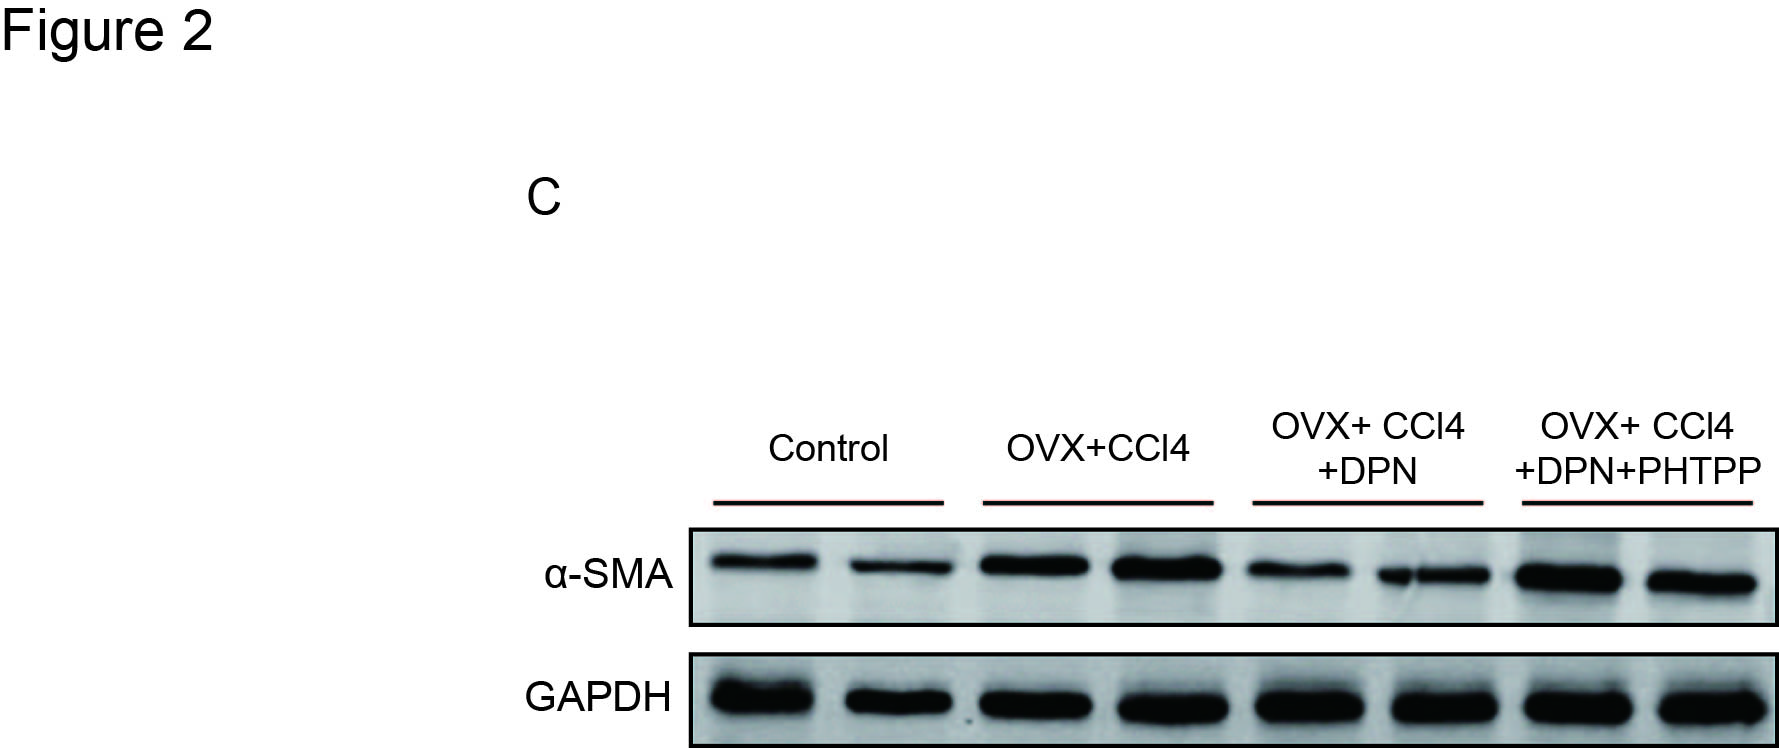 Figure 2
C
Control
OVX+CCl4
OVX+ CCl4
+DPN
OVX+ CCl4
+DPN+PHTPP
α-SMA
GAPDH